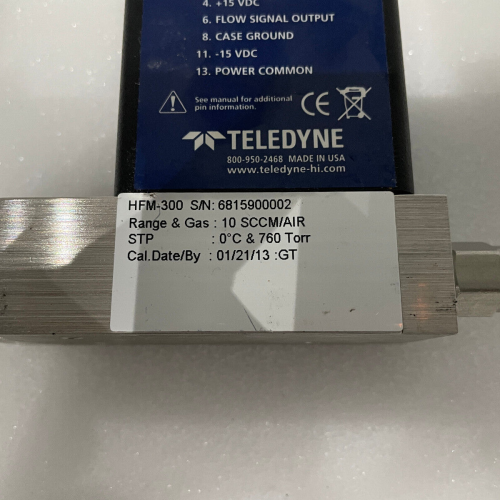 4. +15 VDC
6. FLOW SIGNAL OUTPUT
8. CASE GROUND
11. -15 VDC
13. POWER COMMON
See manual for additional
pin information.
CE
TELEDYNE
800-950-2468 MADE IN USA
www.teledyne-hi.com
HFM-300 S/N: 6815900002
Range & Gas : 10 SCCM/AIR
STP : 0°C & 760 Torr
Cal.Date/By : 01/21/13 :GT